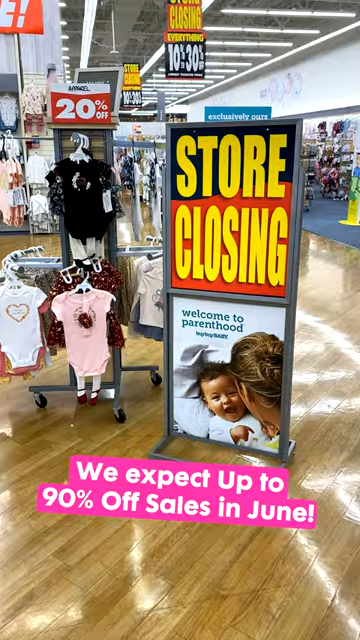 E!
STORE
CLOSING
EVERYTHING
10% 30%
APPAREL
20% OFF
exclusively ours
STORE
CLOSING
welcome to
parenthood
buybuy BABY
We expect Up to
90% Off Sales in June!